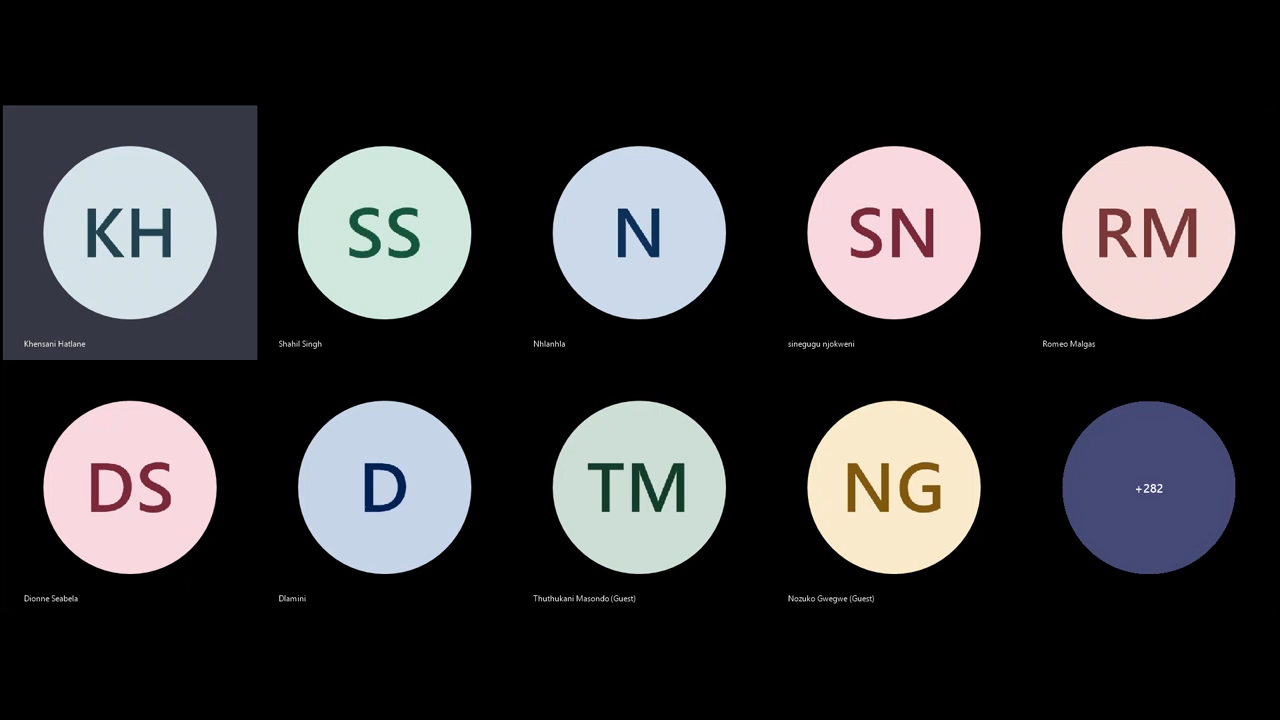 KH
SS
N
SN
RM
Khensani Hatlane
Shahil Singh
Nhlanhla
sinegugu njokweni
Romeo Malgas
DS
D
TM
NG
+282
Dionne Seabela
Dlamini
Thuthukani Masondo (Guest)
Nozuko Gwegwe (Guest)